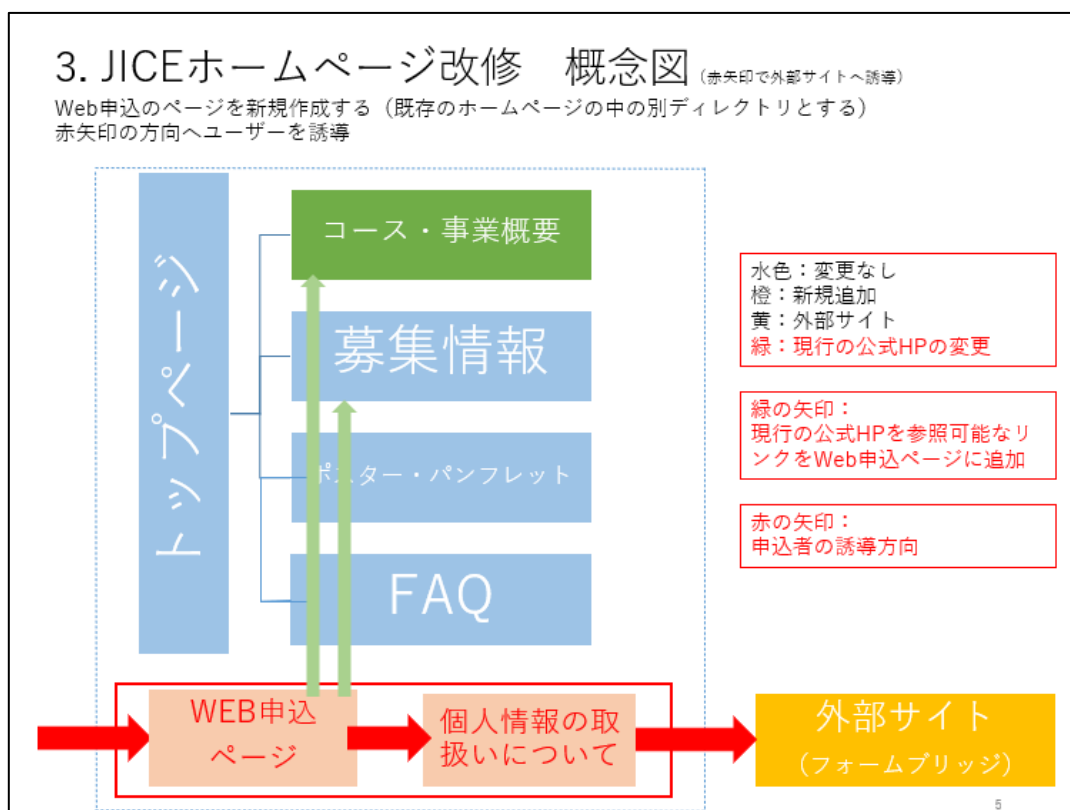 3. JICEホームページ改修　概念図 (赤矢印で外部サイトへ誘導)
Web申込のページを新規作成する（既存のホームページの中の別ディレクトリとする）
赤矢印の方向へユーザーを誘導
トップページ
コース・事業概要
募集情報
ポスター・パンフレット
FAQ
水色：変更なし
橙：新規追加
黄：外部サイト
緑：現行の公式HPの変更
緑の矢印：
現行の公式HPを参照可能なリ
ンクをWeb申込ページに追加
赤の矢印：
申込者の誘導方向
WEB申込
ページ
個人情報の取
扱いについて
外部サイト
（フォームブリッジ）
5